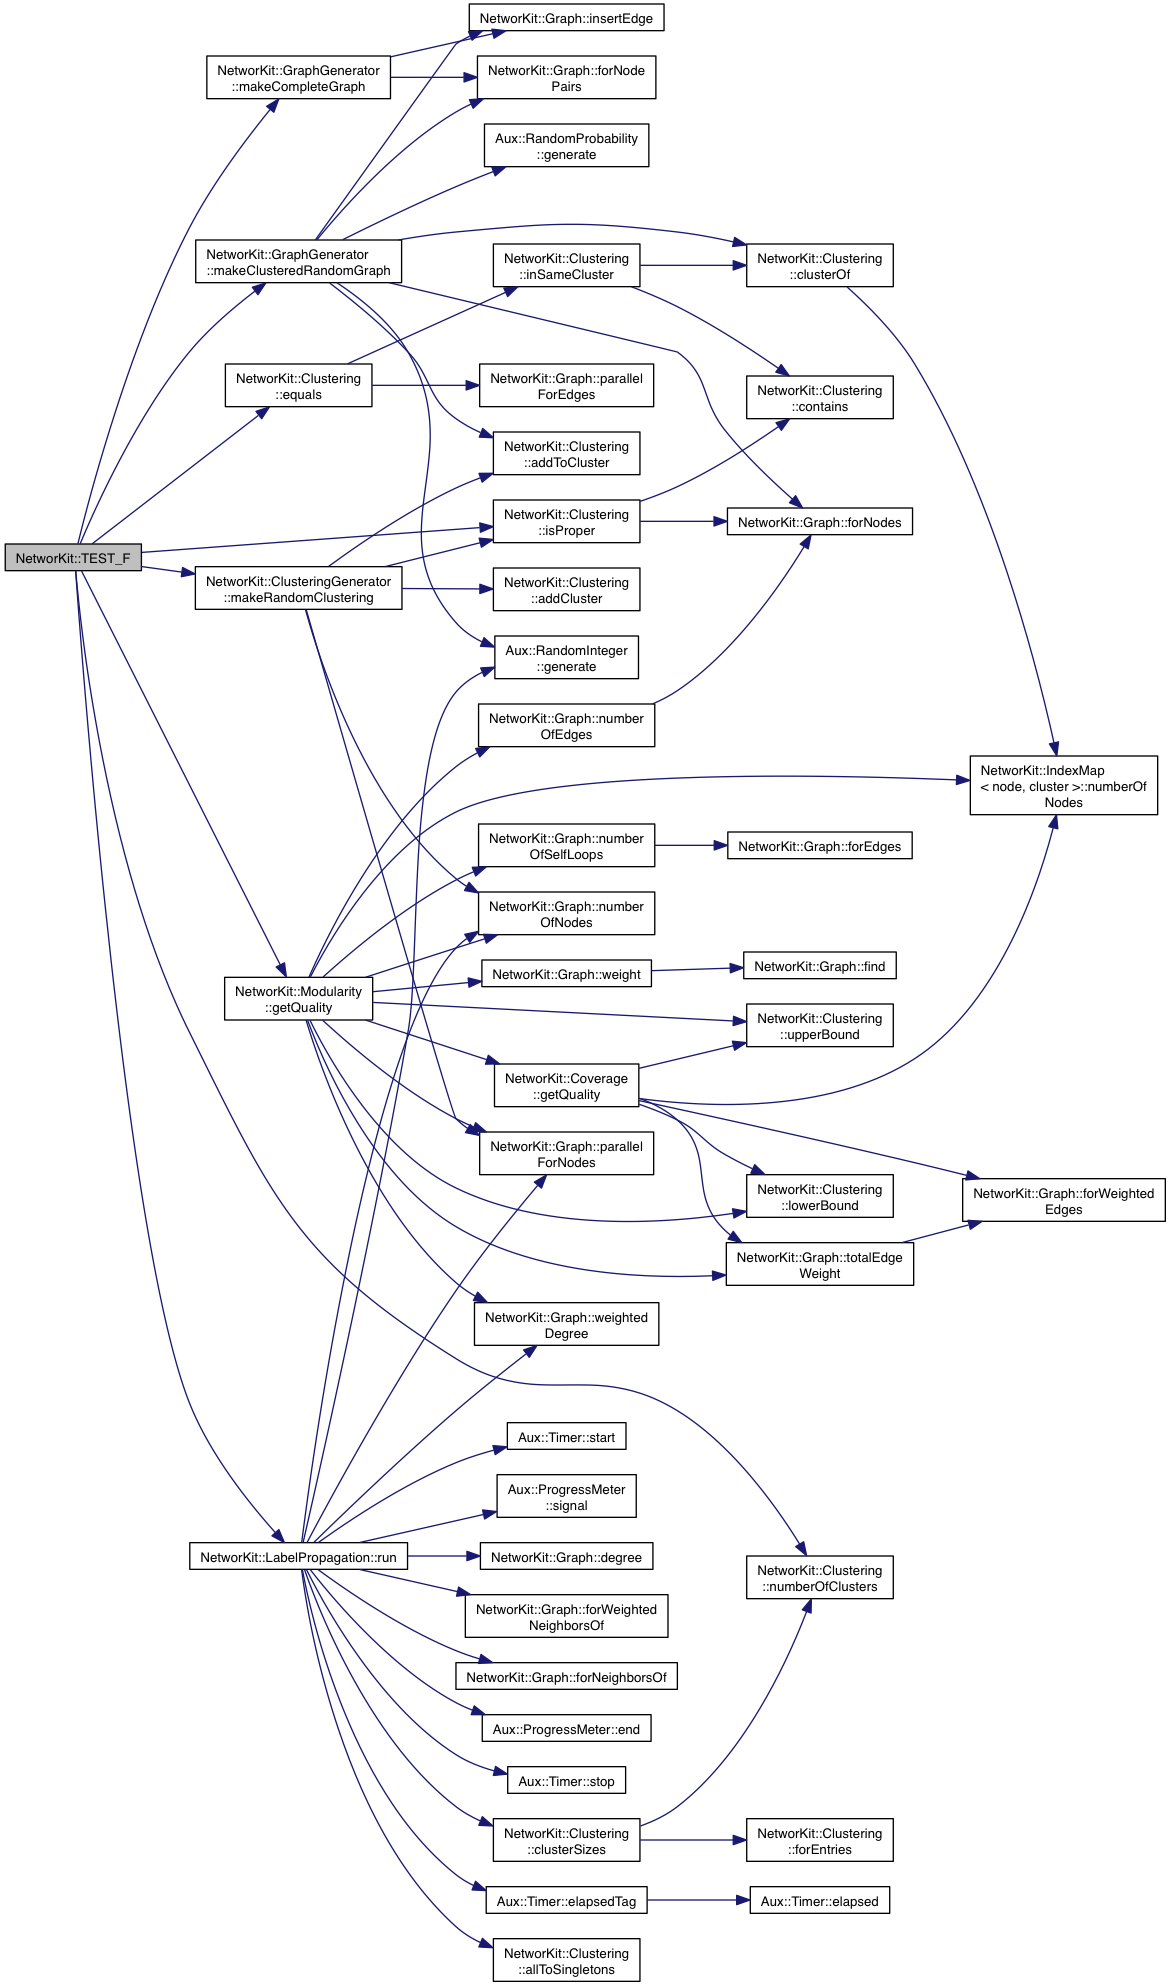 NetworKit::TEST_F
NetworKit::GraphGenerator
::makeCompleteGraph
NetworKit::GraphGenerator
::makeClusteredRandomGraph
NetworKit::Clustering
::equals
NetworKit::ClusteringGenerator
::makeRandomClustering
NetworKit::Modularity
::getQuality
NetworKit::LabelPropagation::run
NetworKit::Graph::insertEdge
NetworKit::Graph::forNode
Pairs
Aux::RandomProbability
::generate
NetworKit::Clustering
::inSameCluster
NetworKit::Graph::parallel
ForEdges
NetworKit::Clustering
::addToCluster
NetworKit::Clustering
::isProper
NetworKit::Clustering
::addCluster
Aux::RandomInteger
::generate
NetworKit::Graph::number
OfEdges
NetworKit::Graph::number
OfSelfLoops
NetworKit::Graph::number
OfNodes
NetworKit::Graph::weight
NetworKit::Coverage
::getQuality
NetworKit::Graph::parallel
ForNodes
NetworKit::Graph::weighted
Degree
Aux::Timer::start
Aux::ProgressMeter
::signal
NetworKit::Graph::degree
NetworKit::Graph::forWeighted
NeighborsOf
NetworKit::Graph::forNeighborsOf
Aux::ProgressMeter::end
Aux::Timer::stop
NetworKit::Clustering
::clusterSizes
Aux::Timer::elapsedTag
NetworKit::Clustering
::allToSingletons
NetworKit::Clustering
::clusterOf
NetworKit::Clustering
::contains
NetworKit::Graph::forNodes
NetworKit::Graph::forEdges
NetworKit::Graph::find
NetworKit::Clustering
::upperBound
NetworKit::Clustering
::lowerBound
NetworKit::Graph::totalEdge
Weight
NetworKit::Clustering
::numberOfClusters
NetworKit::Clustering
::forEntries
Aux::Timer::elapsed
NetworKit::IndexMap
< node, cluster >::numberOf
Nodes
NetworKit::Graph::forWeighted
Edges